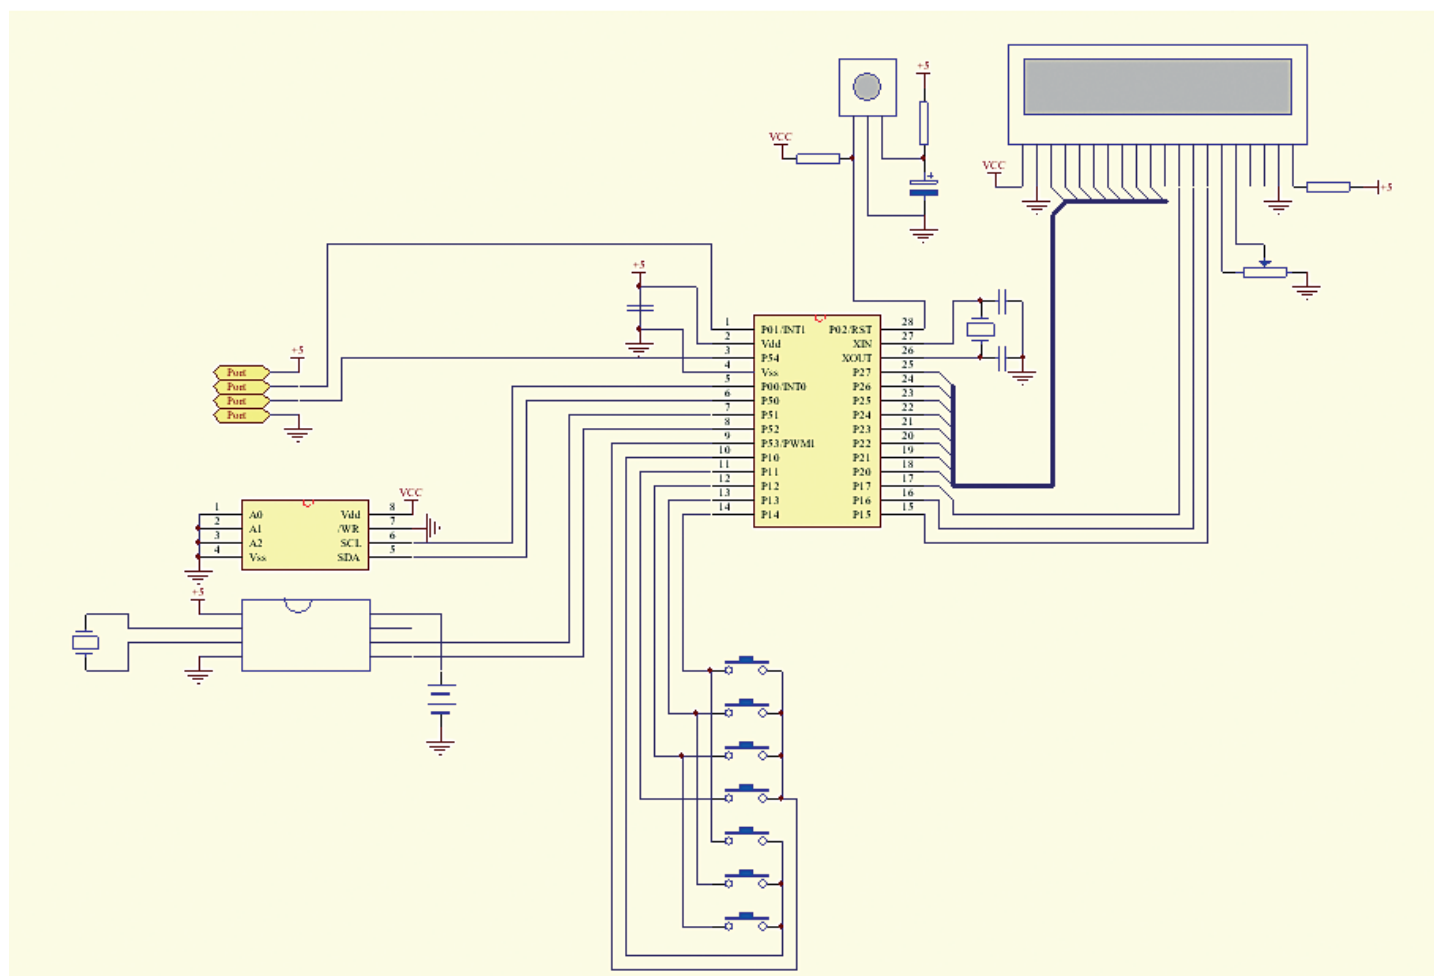 +5
VCC
VCC
+5
+5
1 P01/INT1 P02/RST 28
2 Vdd XIN 27
3 P54 XOUT 26
4 Vss P27 25
5 P00/INT0 P26 24
6 P50 P25 23
7 P51 P24 22
8 P52 P23 21
9 P53/PWM1 P22 20
10 P10 P21 19
11 P11 P20 18
12 P12 P17 17
13 P13 P16 16
14 P14 P15 15
+5
Port
Port
Port
Port
VCC
1 A0 Vdd 8
2 A1 /WR 7
3 A2 SCL 6
4 Vss SDA 5
+5